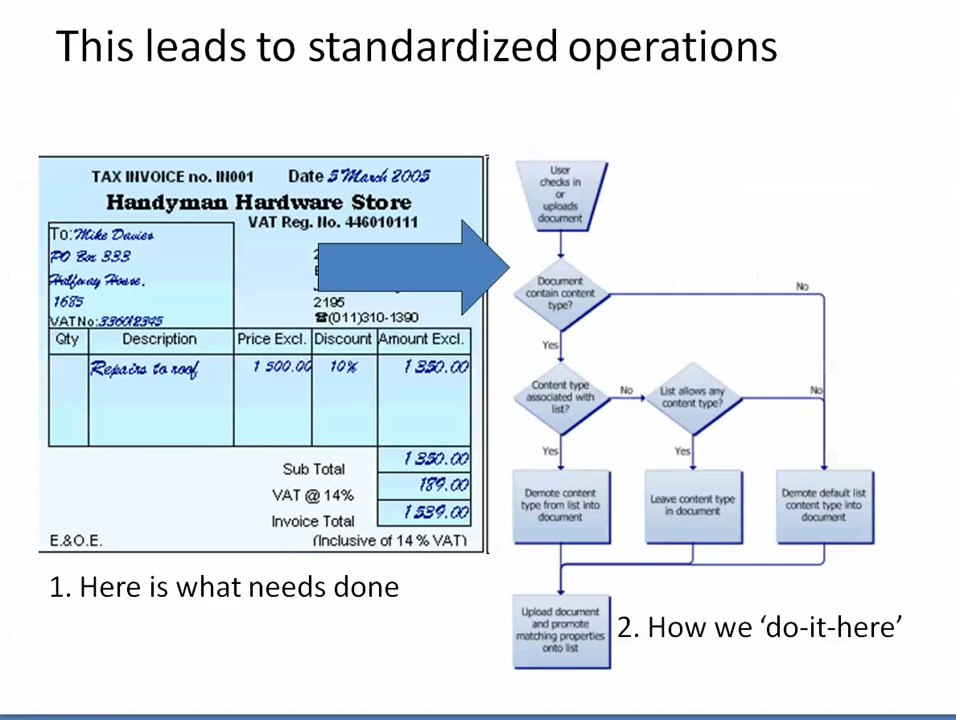 This leads to standardized operations
TAX INVOICE no. IN001 Date 5 March 2005
Handyman Hardware Store
VAT Reg. No. 446010111
To: Mike Davies
PO Box 333
Halfway House,
1685
2195
VAT No: 33602345
☎(011)310-1390
Qty Description Price Excl. Discount Amount Excl.
Repairs to roof 1 500.00 10% 1 350.00
Sub Total 1 350.00
VAT @ 14% 189.00
Invoice Total 1 539.00
E.&O.E. (Inclusive of 14 % VAT)
1. Here is what needs done
User
checks in
or
uploads
document
Document
contain content
type?
No
Yes
Content type
associated with
list?
No
List allows any
content type?
No
Yes
Yes
Demote content
type from list into
document
Leave content type
in document
Demote default list
content type into
document
Upload document
and promote
matching properties
onto list
2. How we ‘do-it-here’